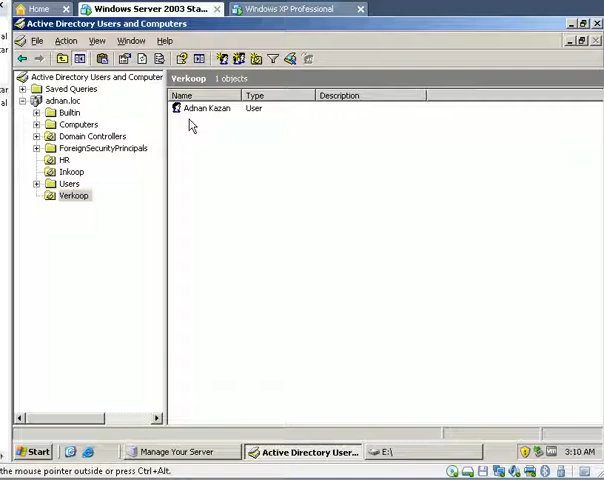 Home
Windows Server 2003 Sta...
Windows XP Professional
Active Directory Users and Computers
File Action View Window Help
Active Directory Users and Computer
Saved Queries
adnan.loc
Builtin
Computers
Domain Controllers
ForeignSecurityPrincipals
HR
Inkoop
Users
Verkoop
Verkoop 1 objects
Name Type Description
Adnan Kazan User
Start
Manage Your Server
Active Directory User...
E:\
3:10 AM
the mouse pointer outside or press Ctrl+Alt.